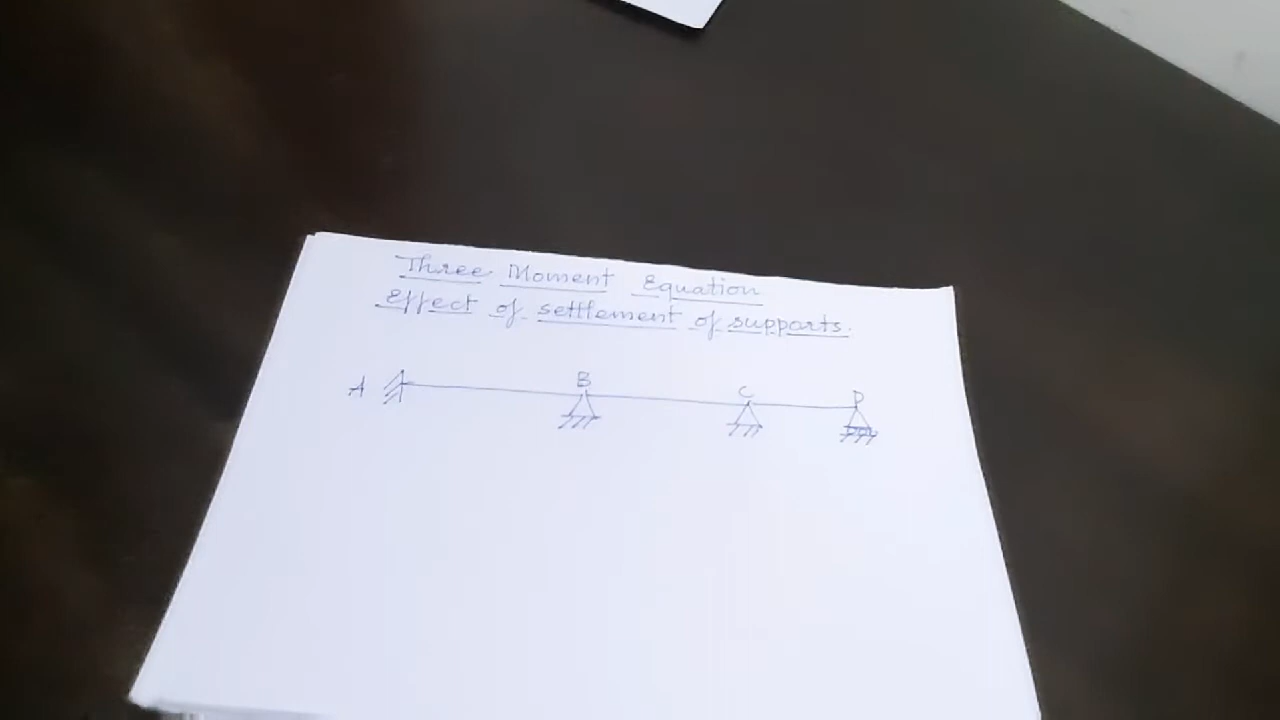 Three Moment Equation
Effect of settlement of supports.
A B C D